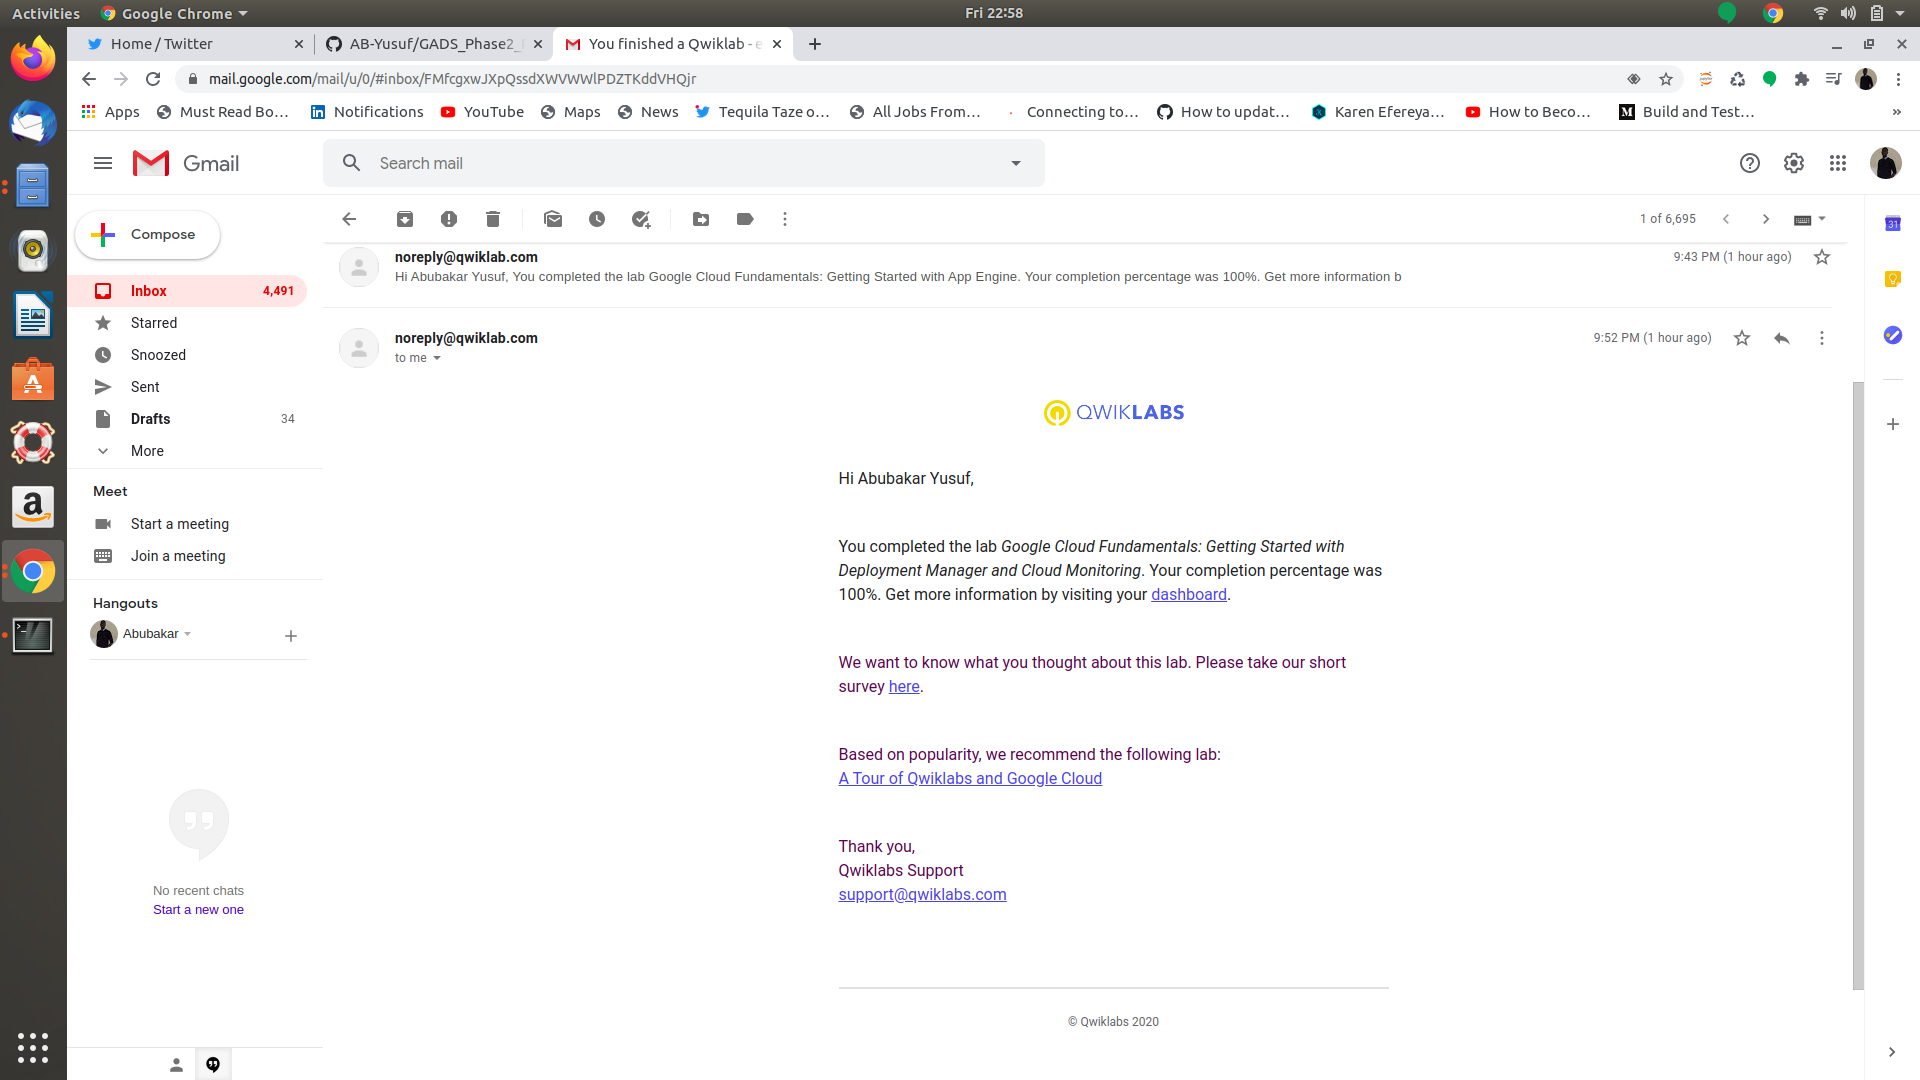 Activities
Google Chrome
Fri 22:58
Home / Twitter
AB-Yusuf/GADS_Phase2_
You finished a Qwiklab - e
mail.google.com/mail/u/0/#inbox/FMfcgxwJXpQssdXWVWWlPDZTKddVHQjr
Apps
Must Read Bo...
Notifications
YouTube
Maps
News
Tequila Taze o...
All Jobs From...
Connecting to...
How to updat...
Karen Efereya...
How to Beco...
Build and Test...
»
Gmail
Search mail
Compose
1 of 6,695
Inbox 4,491
Starred
Snoozed
Sent
Drafts 34
More
Meet
Start a meeting
Join a meeting
Hangouts
Abubakar
No recent chats
Start a new one
noreply@qwiklab.com
9:43 PM (1 hour ago)
Hi Abubakar Yusuf, You completed the lab Google Cloud Fundamentals: Getting Started with App Engine. Your completion percentage was 100%. Get more information b
noreply@qwiklab.com
9:52 PM (1 hour ago)
to me
QWIKLABS
Hi Abubakar Yusuf,
You completed the lab Google Cloud Fundamentals: Getting Started with
Deployment Manager and Cloud Monitoring. Your completion percentage was
100%. Get more information by visiting your dashboard.
We want to know what you thought about this lab. Please take our short
survey here.
Based on popularity, we recommend the following lab:
A Tour of Qwiklabs and Google Cloud
Thank you,
Qwiklabs Support
support@qwiklabs.com
© Qwiklabs 2020
31